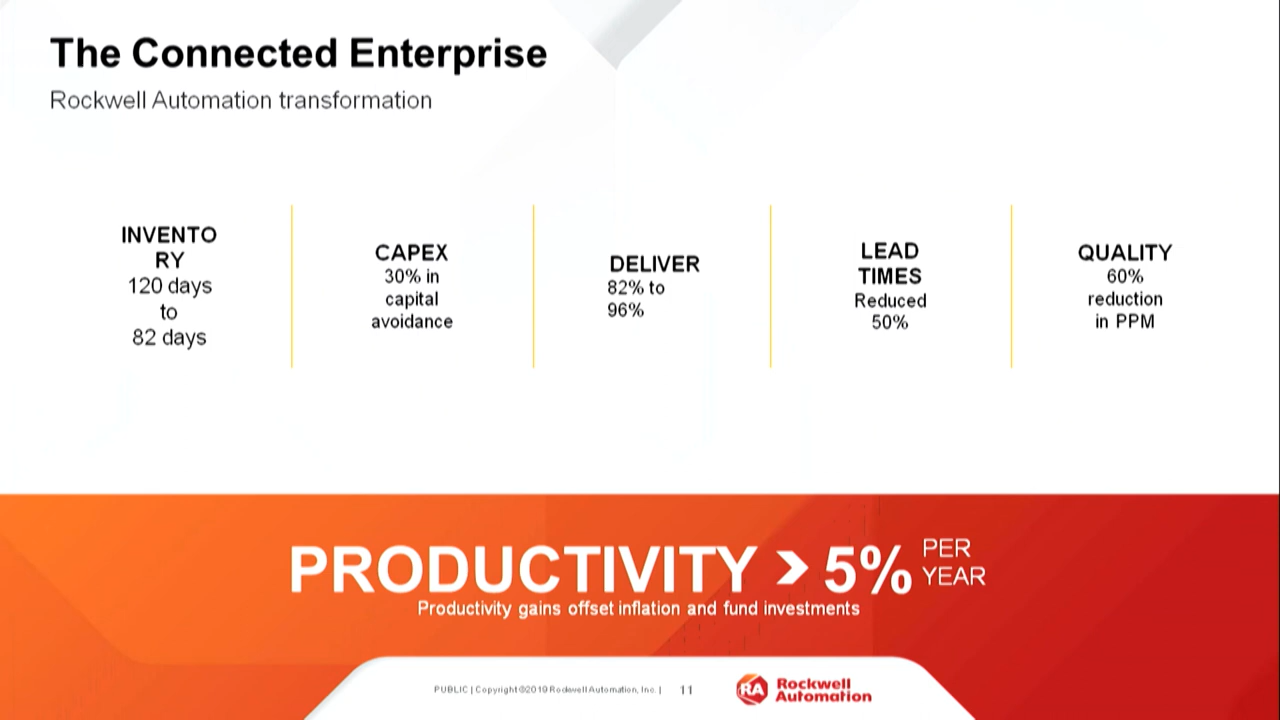 The Connected Enterprise
Rockwell Automation transformation
INVENTO
RY
120 days
to
82 days
CAPEX
30% in
capital
avoidance
DELIVER
82% to
96%
LEAD
TIMES
Reduced
50%
QUALITY
60%
reduction
in PPM
PRODUCTIVITY > 5% PER YEAR
Productivity gains offset inflation and fund investments
PUBLIC | Copyright ©2019 Rockwell Automation, Inc. | 11
RA Rockwell
Automation